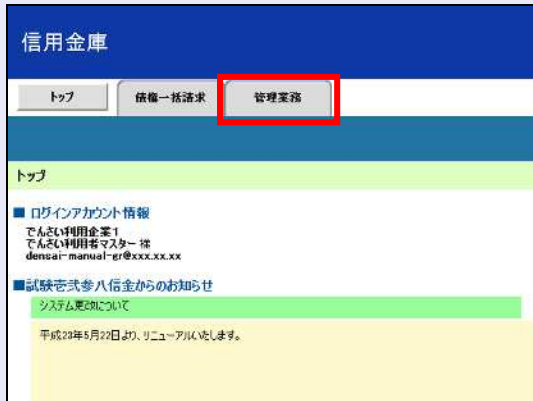 信用金庫
トップ
債権一括請求
管理業務
トップ
■ ログインアカウント情報
でんさい利用企業1
でんさい利用者マスター 様
densai-manual-gr@xxx.xx.xx
■試験壱弐参八信金からのお知らせ
システム更改について
平成23年5月22日より、リニューアルいたします。